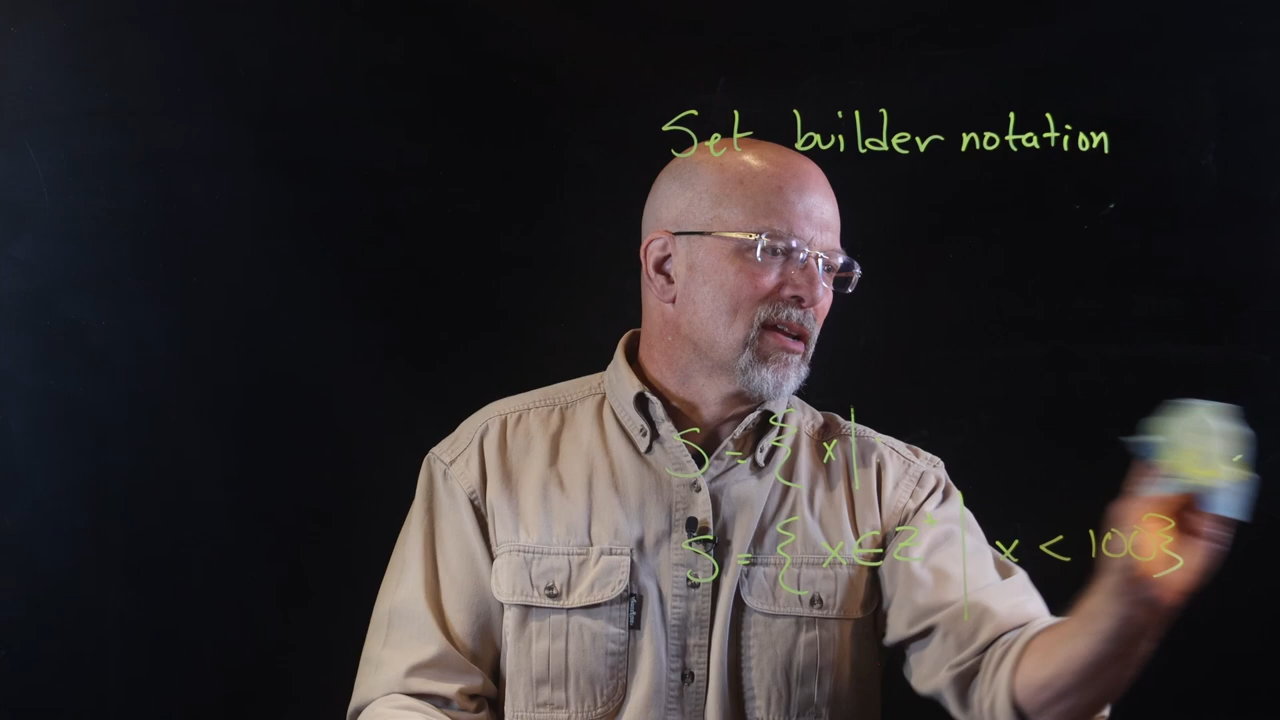 Set builder notation
S = { x |
S = { x ∈ Z⁺ | x < 100}